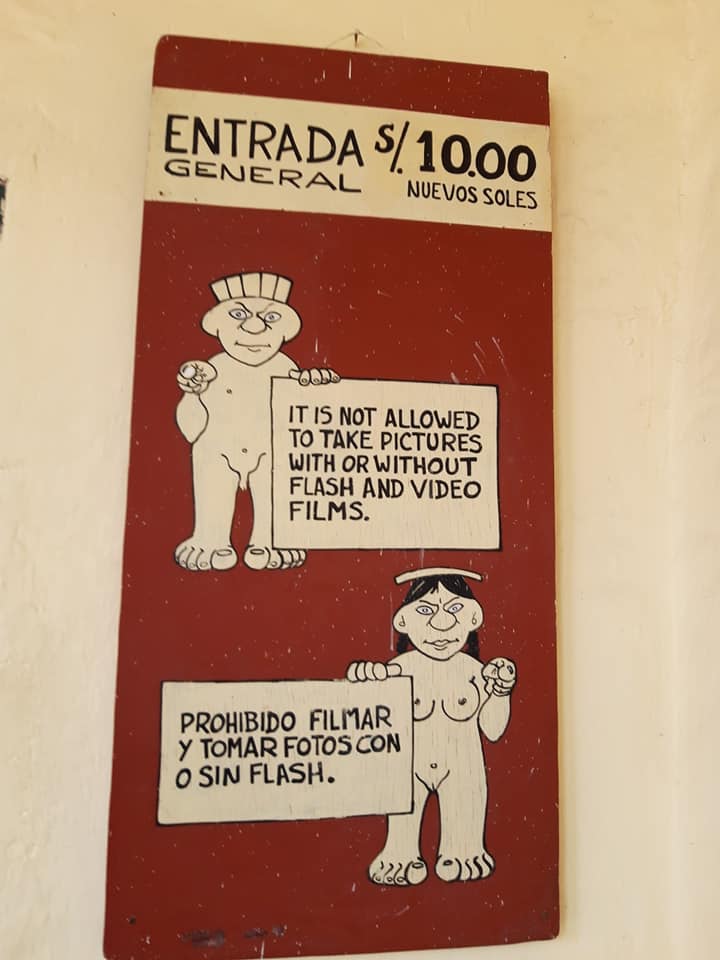 ENTRADA S/. 10.00
GENERAL NUEVOS SOLES
IT IS NOT ALLOWED
TO TAKE PICTURES
WITH OR WITHOUT
FLASH AND VIDEO
FILMS.
PROHIBIDO FILMAR
Y TOMAR FOTOS CON
O SIN FLASH.